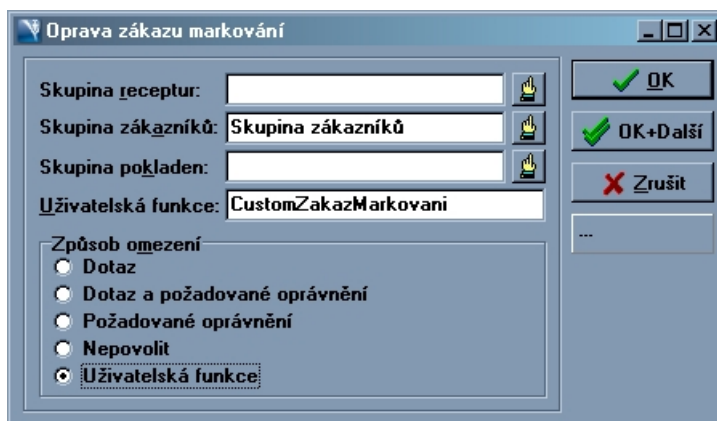 Oprava zákazu markování
Skupina receptur:
Skupina zákazníků: Skupina zákazníků
Skupina pokladen:
Uživatelská funkce: CustomZakazMarkovani
Způsob omezení
Dotaz
Dotaz a požadované oprávnění
Požadované oprávnění
Nepovolit
Uživatelská funkce
OK
OK+Další
Zrušit
...